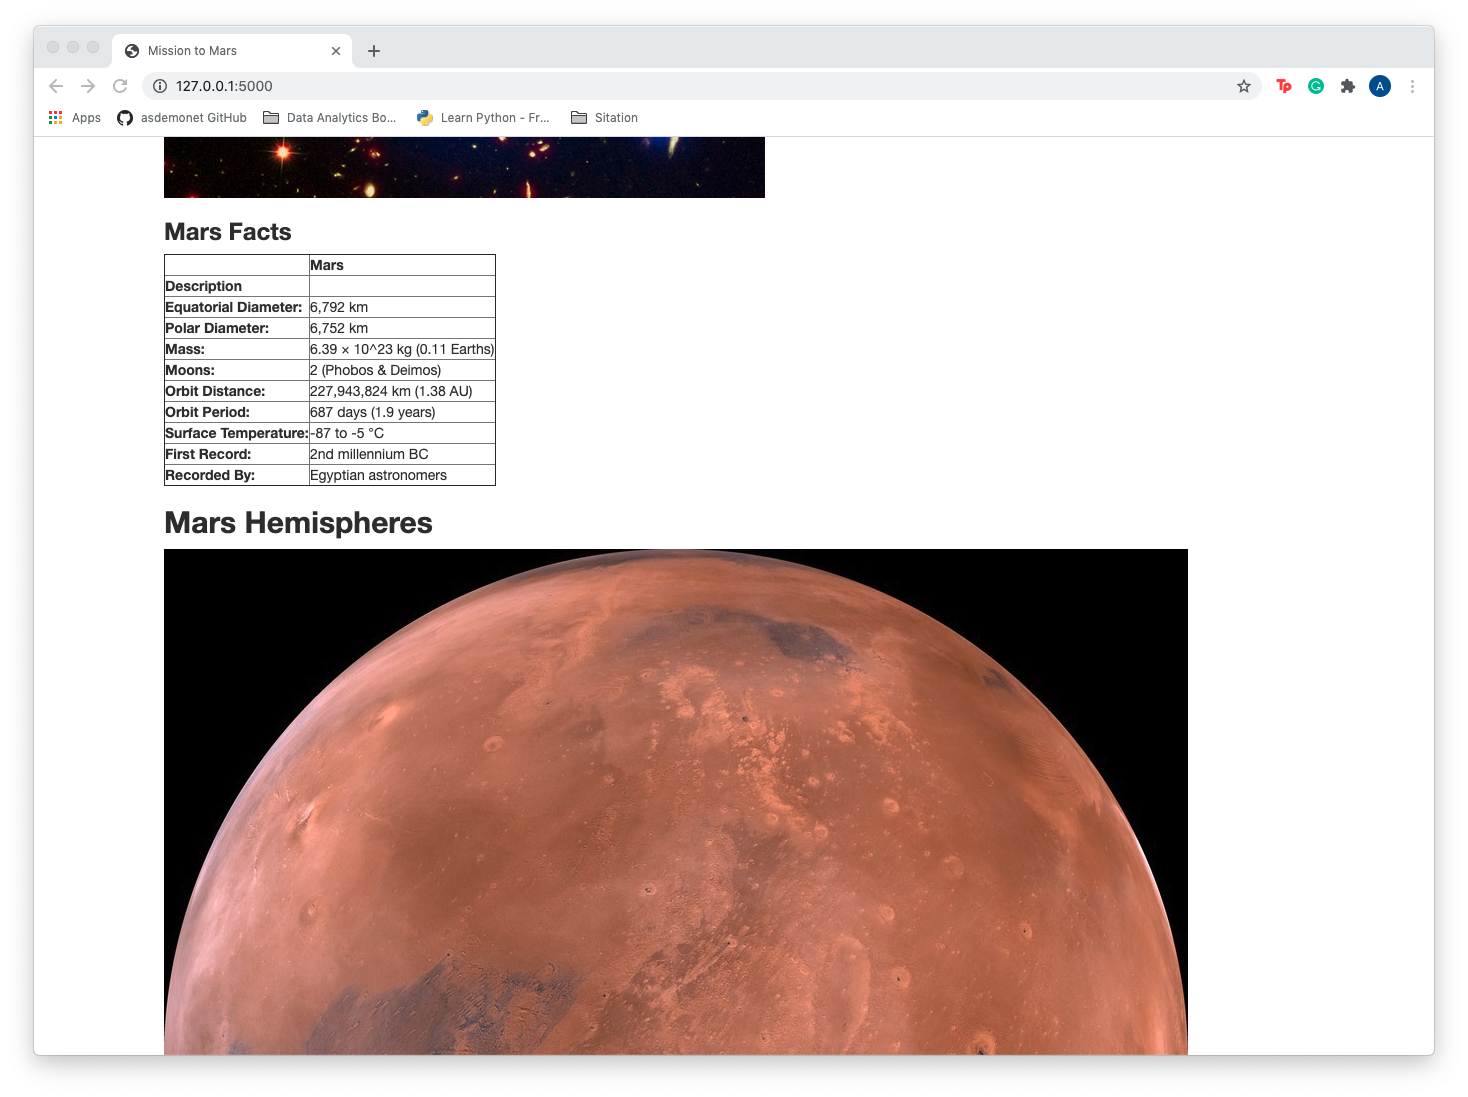 Mission to Mars
127.0.0.1:5000
Tp
G
A
Apps asdemonet GitHub Data Analytics Bo... Learn Python - Fr... Sitation
Mars Facts
Mars
Description
Equatorial Diameter: 6,792 km
Polar Diameter: 6,752 km
Mass: 6.39 × 10^23 kg (0.11 Earths)
Moons: 2 (Phobos & Deimos)
Orbit Distance: 227,943,824 km (1.38 AU)
Orbit Period: 687 days (1.9 years)
Surface Temperature: -87 to -5 °C
First Record: 2nd millennium BC
Recorded By: Egyptian astronomers
Mars Hemispheres